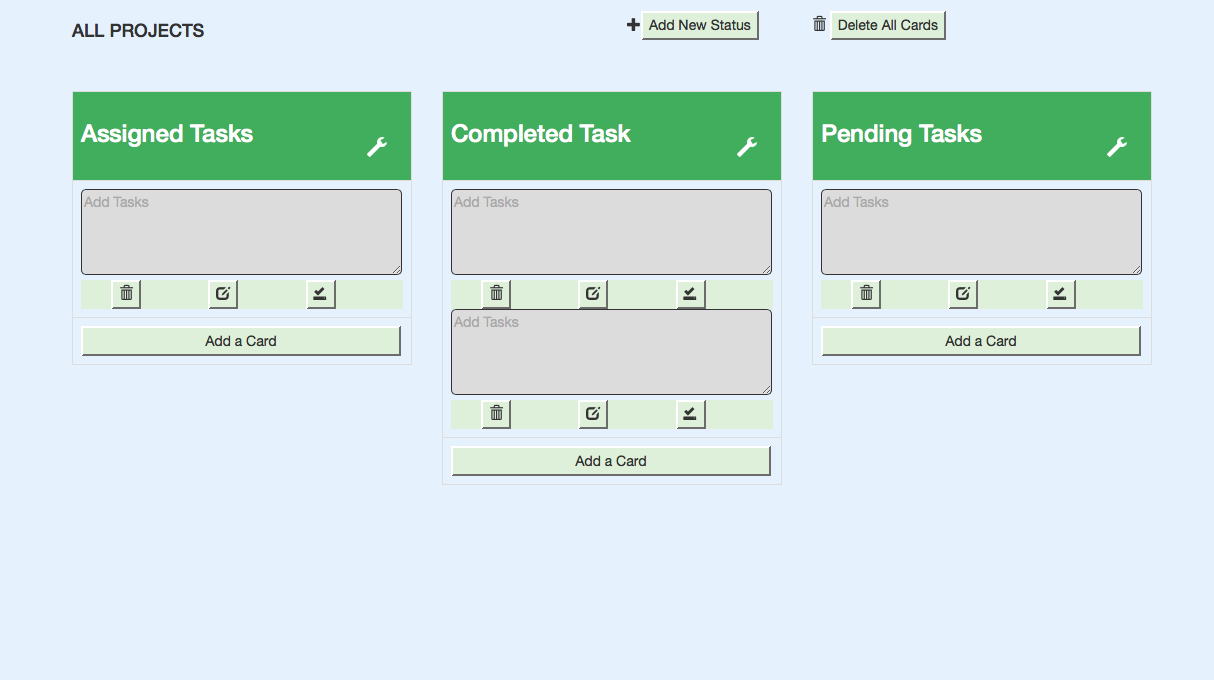 ALL PROJECTS
Add New Status
Delete All Cards
Assigned Tasks
Add Tasks
Add a Card
Completed Task
Add Tasks
Add Tasks
Add a Card
Pending Tasks
Add Tasks
Add a Card